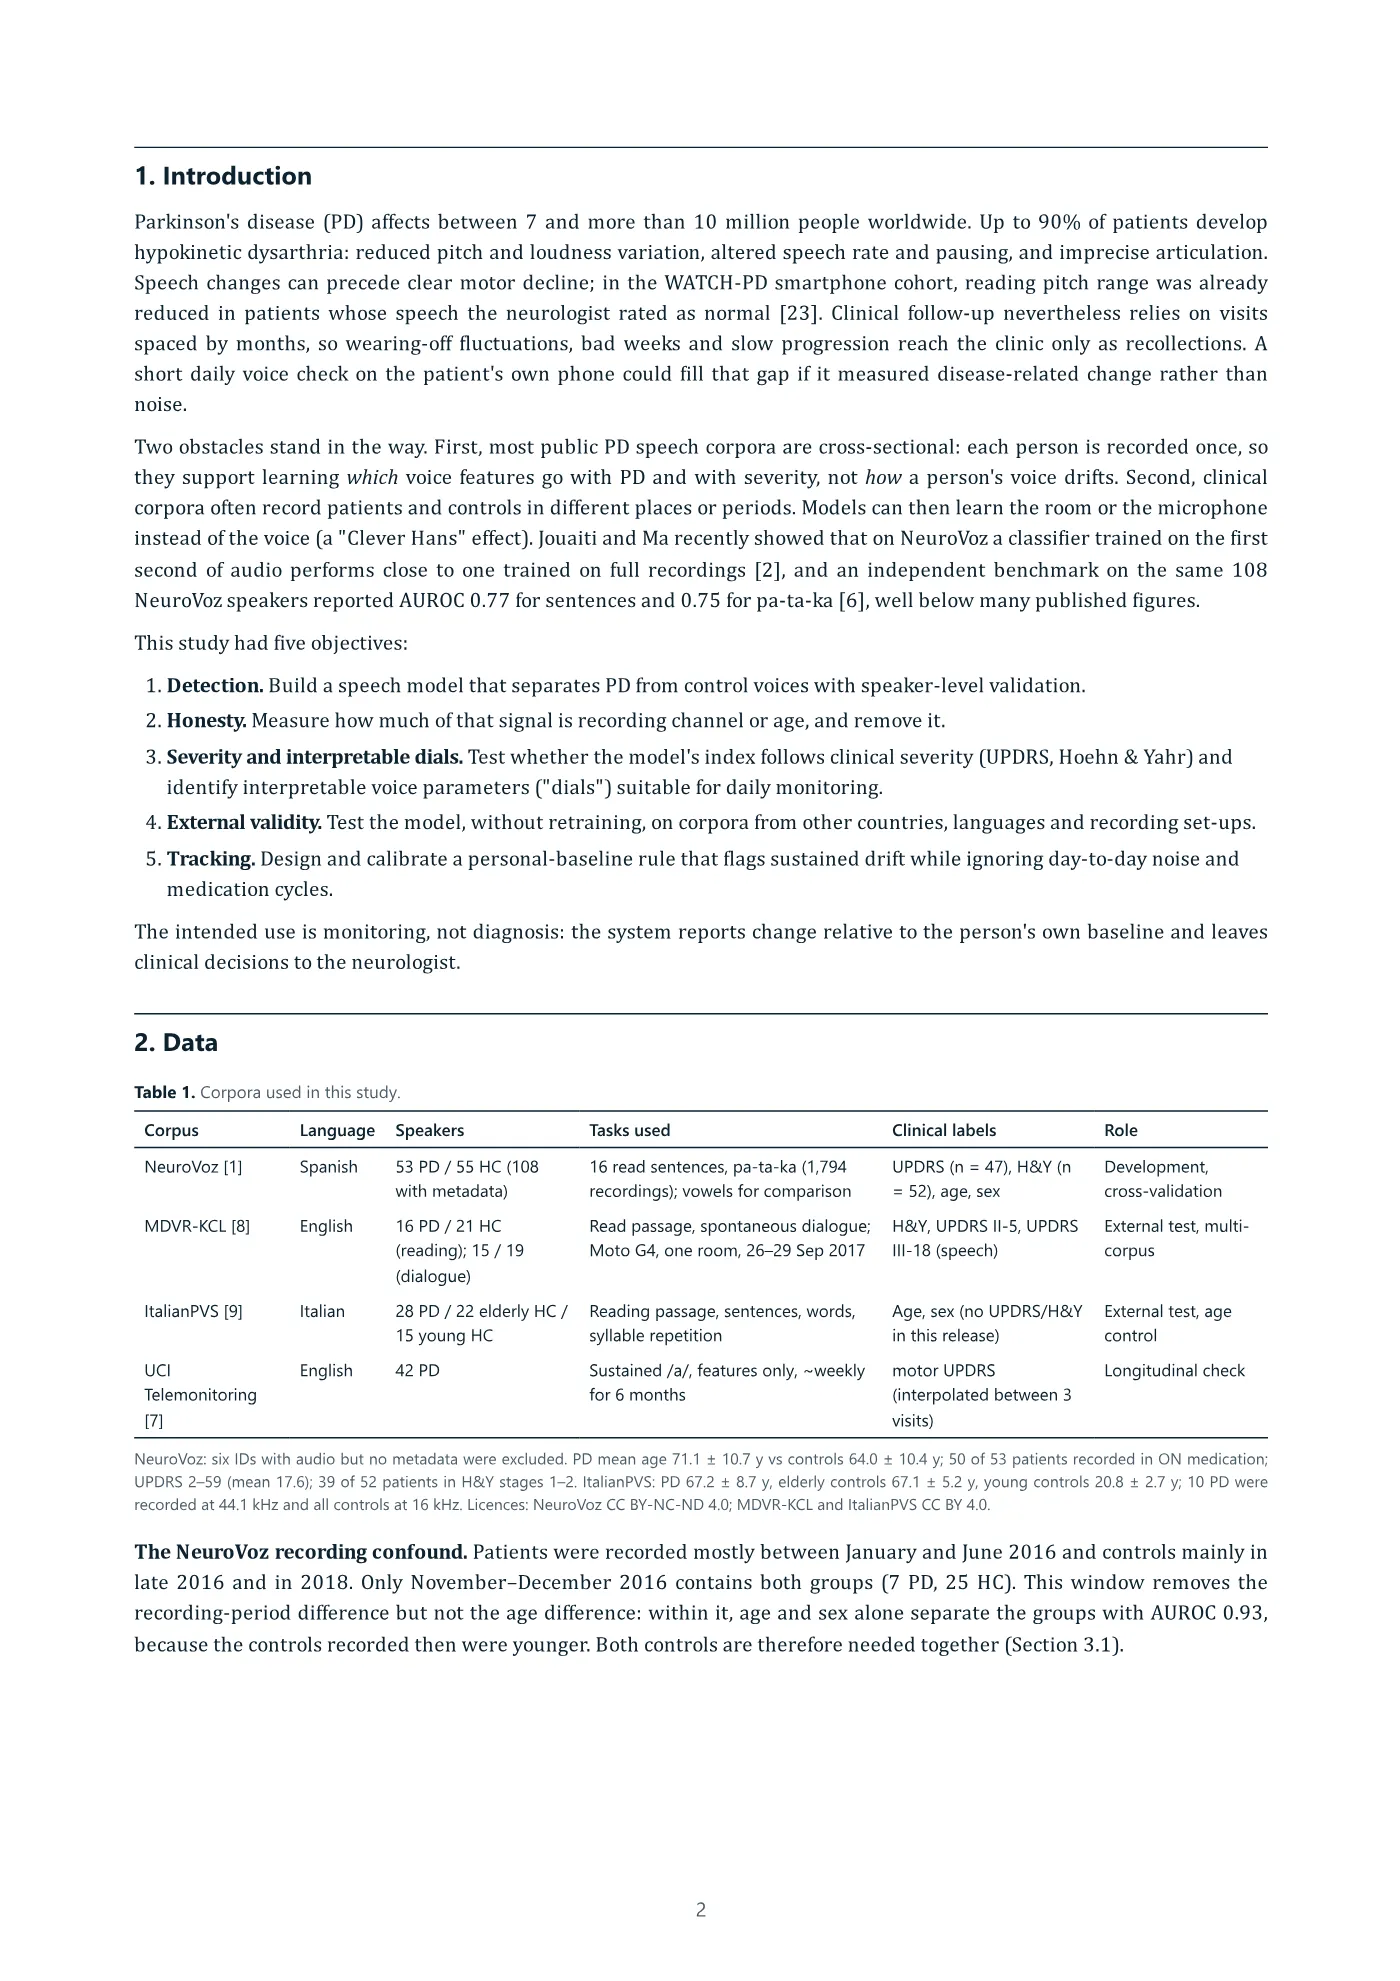 1. Introduction
Parkinson's disease (PD) affects between 7 and more than 10 million people worldwide. Up to 90% of patients develop
hypokinetic dysarthria: reduced pitch and loudness variation, altered speech rate and pausing, and imprecise articulation.
Speech changes can precede clear motor decline; in the WATCH-PD smartphone cohort, reading pitch range was already
reduced in patients whose speech the neurologist rated as normal [23]. Clinical follow-up nevertheless relies on visits
spaced by months, so wearing-off fluctuations, bad weeks and slow progression reach the clinic only as recollections. A
short daily voice check on the patient's own phone could fill that gap if it measured disease-related change rather than
noise.
Two obstacles stand in the way. First, most public PD speech corpora are cross-sectional: each person is recorded once, so
they support learning which voice features go with PD and with severity, not how a person's voice drifts. Second, clinical
corpora often record patients and controls in different places or periods. Models can then learn the room or the microphone
instead of the voice (a "Clever Hans" effect). Jouaiti and Ma recently showed that on NeuroVoz a classifier trained on the first
second of audio performs close to one trained on full recordings [2], and an independent benchmark on the same 108
NeuroVoz speakers reported AUROC 0.77 for sentences and 0.75 for pa-ta-ka [6], well below many published figures.
This study had five objectives:
1. Detection. Build a speech model that separates PD from control voices with speaker-level validation.
2. Honesty. Measure how much of that signal is recording channel or age, and remove it.
3. Severity and interpretable dials. Test whether the model's index follows clinical severity (UPDRS, Hoehn & Yahr) and
identify interpretable voice parameters ("dials") suitable for daily monitoring.
4. External validity. Test the model, without retraining, on corpora from other countries, languages and recording set-ups.
5. Tracking. Design and calibrate a personal-baseline rule that flags sustained drift while ignoring day-to-day noise and
medication cycles.
The intended use is monitoring, not diagnosis: the system reports change relative to the person's own baseline and leaves
clinical decisions to the neurologist.
2. Data
Table 1. Corpora used in this study.
Corpus Language Speakers Tasks used Clinical labels Role
NeuroVoz [1] Spanish 53 PD / 55 HC (108 16 read sentences, pa-ta-ka (1,794 UPDRS (n = 47), H&Y (n Development,
with metadata) recordings); vowels for comparison = 52), age, sex cross-validation
MDVR-KCL [8] English 16 PD / 21 HC Read passage, spontaneous dialogue; H&Y, UPDRS II-5, UPDRS External test, multi-
(reading); 15 / 19 Moto G4, one room, 26–29 Sep 2017 III-18 (speech) corpus
(dialogue)
ItalianPVS [9] Italian 28 PD / 22 elderly HC / Reading passage, sentences, words, Age, sex (no UPDRS/H&Y External test, age
15 young HC syllable repetition in this release) control
UCI English 42 PD Sustained /a/, features only, ~weekly motor UPDRS Longitudinal check
Telemonitoring for 6 months (interpolated between 3
[7] visits)
NeuroVoz: six IDs with audio but no metadata were excluded. PD mean age 71.1 ± 10.7 y vs controls 64.0 ± 10.4 y; 50 of 53 patients recorded in ON medication;
UPDRS 2–59 (mean 17.6); 39 of 52 patients in H&Y stages 1–2. ItalianPVS: PD 67.2 ± 8.7 y, elderly controls 67.1 ± 5.2 y, young controls 20.8 ± 2.7 y; 10 PD were
recorded at 44.1 kHz and all controls at 16 kHz. Licences: NeuroVoz CC BY-NC-ND 4.0; MDVR-KCL and ItalianPVS CC BY 4.0.
The NeuroVoz recording confound. Patients were recorded mostly between January and June 2016 and controls mainly in
late 2016 and in 2018. Only November–December 2016 contains both groups (7 PD, 25 HC). This window removes the
recording-period difference but not the age difference: within it, age and sex alone separate the groups with AUROC 0.93,
because the controls recorded then were younger. Both controls are therefore needed together (Section 3.1).
2